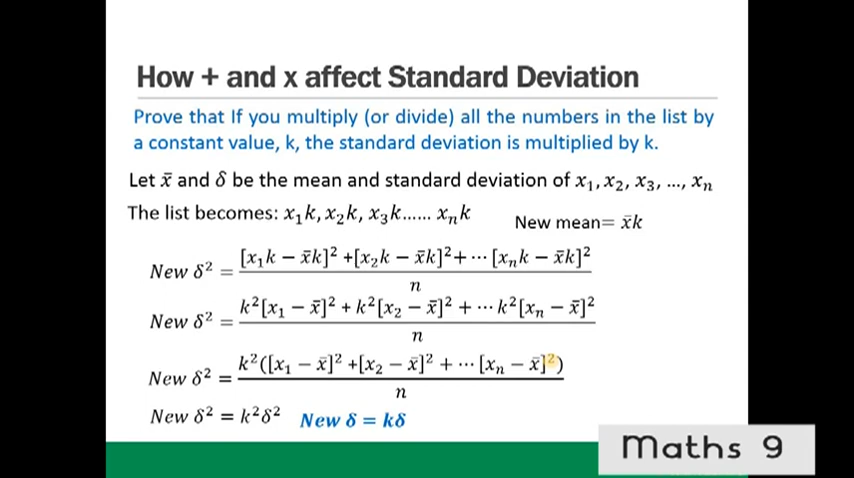 How + and x affect Standard Deviation
Prove that If you multiply (or divide) all the numbers in the list by
a constant value, k, the standard deviation is multiplied by k.
Let x̄ and δ be the mean and standard deviation of x₁, x₂, x₃, ..., xₙ
The list becomes: x₁k, x₂k, x₃k...... xₙk New mean= x̄k
New δ² = [x₁k − x̄k]² +[x₂k − x̄k]²+ ··· [xₙk − x̄k]² / n
New δ² = k²[x₁ − x̄]² + k²[x₂ − x̄]² + ··· k²[xₙ − x̄]² / n
New δ² = k²([x₁ − x̄]² +[x₂ − x̄]² + ··· [xₙ − x̄]²) / n
New δ² = k²δ² New δ = kδ
Maths 9